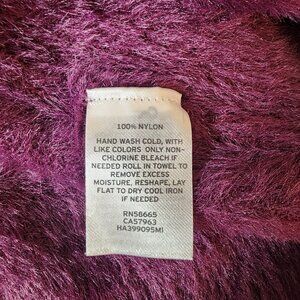 100% NYLON
HAND WASH COLD, WITH
LIKE COLORS ONLY NON-
CHLORINE BLEACH IF
NEEDED ROLL IN TOWEL TO
REMOVE EXCESS
MOISTURE, RESHAPE, LAY
FLAT TO DRY COOL IRON
IF NEEDED
RN58665
CA57963
HA399095MI